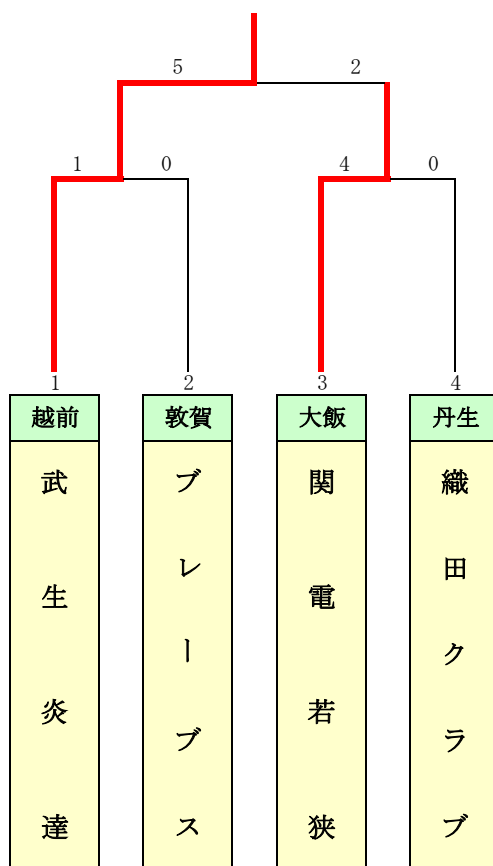 5 2
1 0 4 0
1 2 3 4
越前 敦賀 大飯 丹生
武生炎達
ブレーブス
関電若狭
織田クラブ